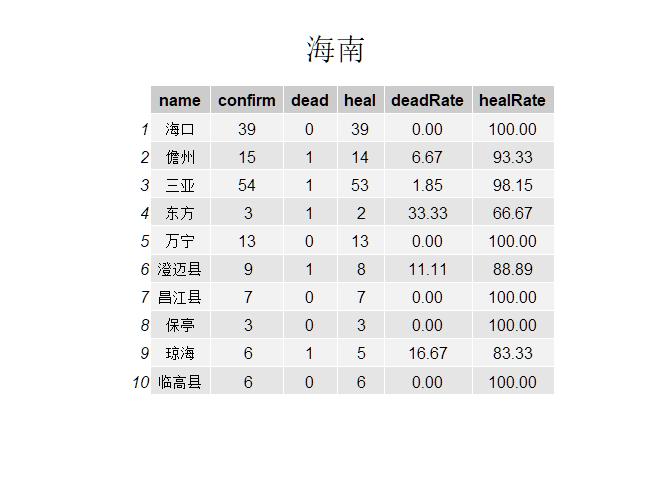 海南
name confirm dead heal deadRate healRate
1 海口 39 0 39 0.00 100.00
2 儋州 15 1 14 6.67 93.33
3 三亚 54 1 53 1.85 98.15
4 东方 3 1 2 33.33 66.67
5 万宁 13 0 13 0.00 100.00
6 澄迈县 9 1 8 11.11 88.89
7 昌江县 7 0 7 0.00 100.00
8 保亭 3 0 3 0.00 100.00
9 琼海 6 1 5 16.67 83.33
10 临高县 6 0 6 0.00 100.00